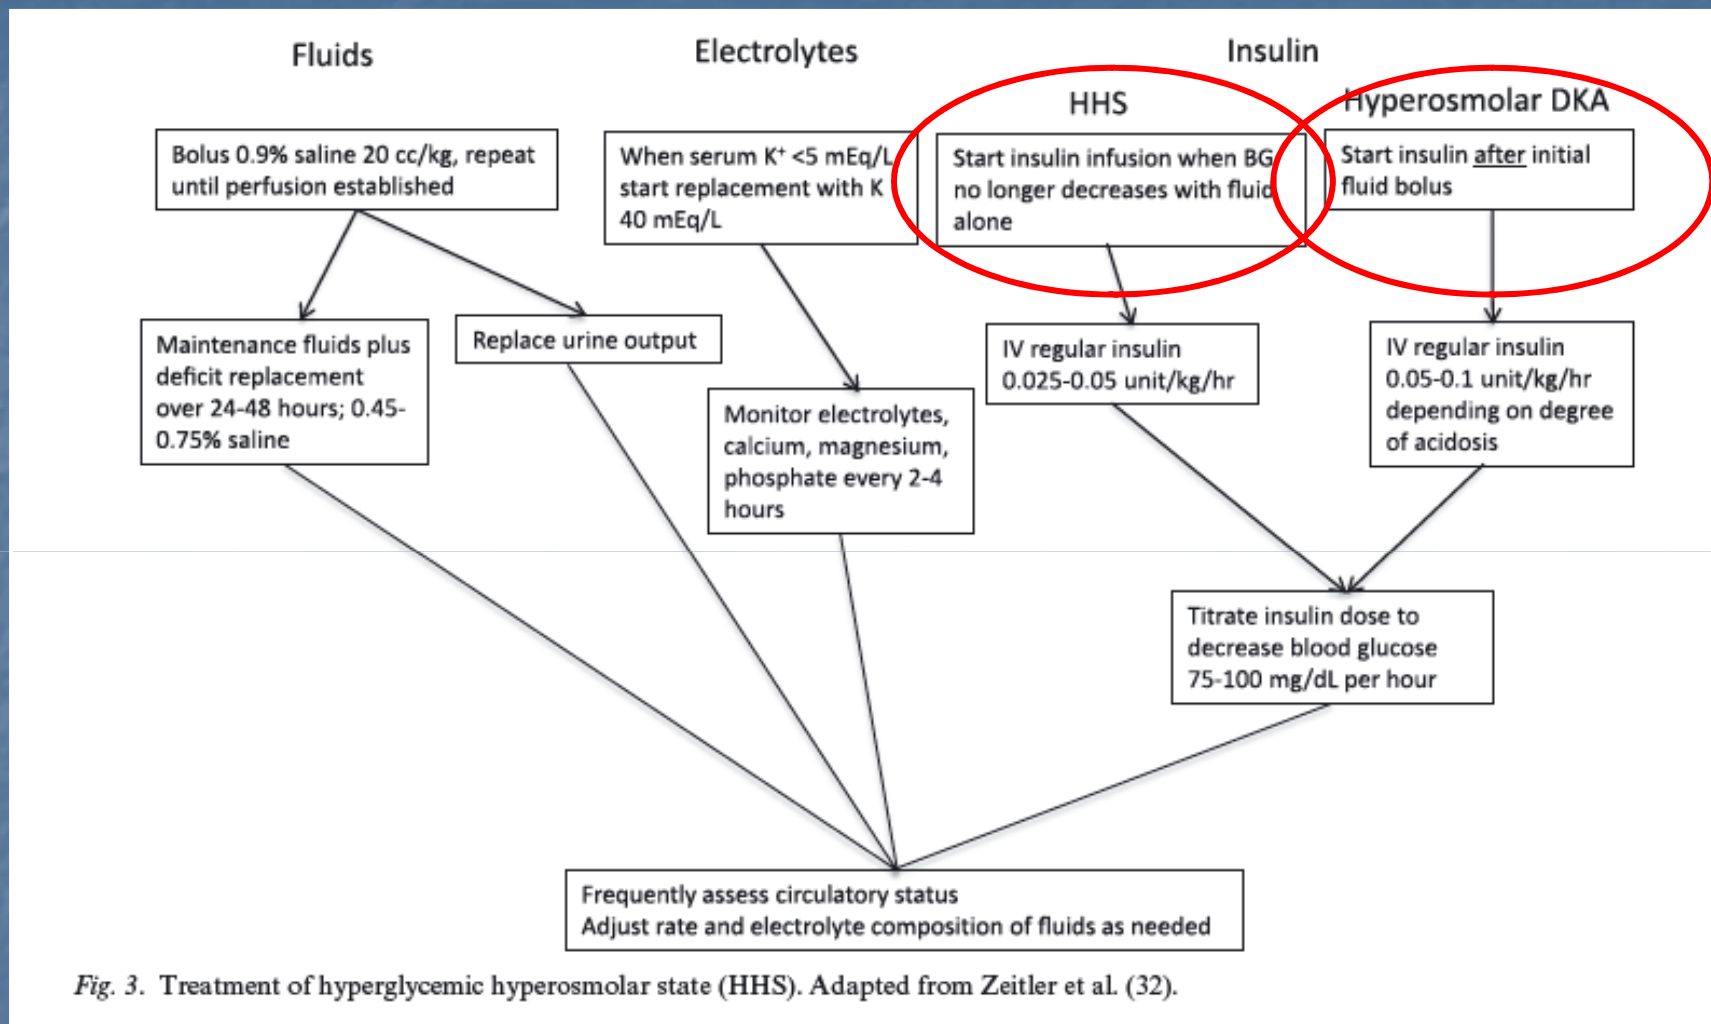 Fluids
Electrolytes
Insulin
HHS
Hyperosmolar DKA
Bolus 0.9% saline 20 cc/kg, repeat
until perfusion established
When serum K⁺ <5 mEq/L
start replacement with K
40 mEq/L
Start insulin infusion when BG
no longer decreases with fluid
alone
Start insulin after initial
fluid bolus
Maintenance fluids plus
deficit replacement
over 24-48 hours; 0.45-
0.75% saline
Replace urine output
Monitor electrolytes,
calcium, magnesium,
phosphate every 2-4
hours
IV regular insulin
0.025-0.05 unit/kg/hr
IV regular insulin
0.05-0.1 unit/kg/hr
depending on degree
of acidosis
Titrate insulin dose to
decrease blood glucose
75-100 mg/dL per hour
Frequently assess circulatory status
Adjust rate and electrolyte composition of fluids as needed
Fig. 3. Treatment of hyperglycemic hyperosmolar state (HHS). Adapted from Zeitler et al. (32).